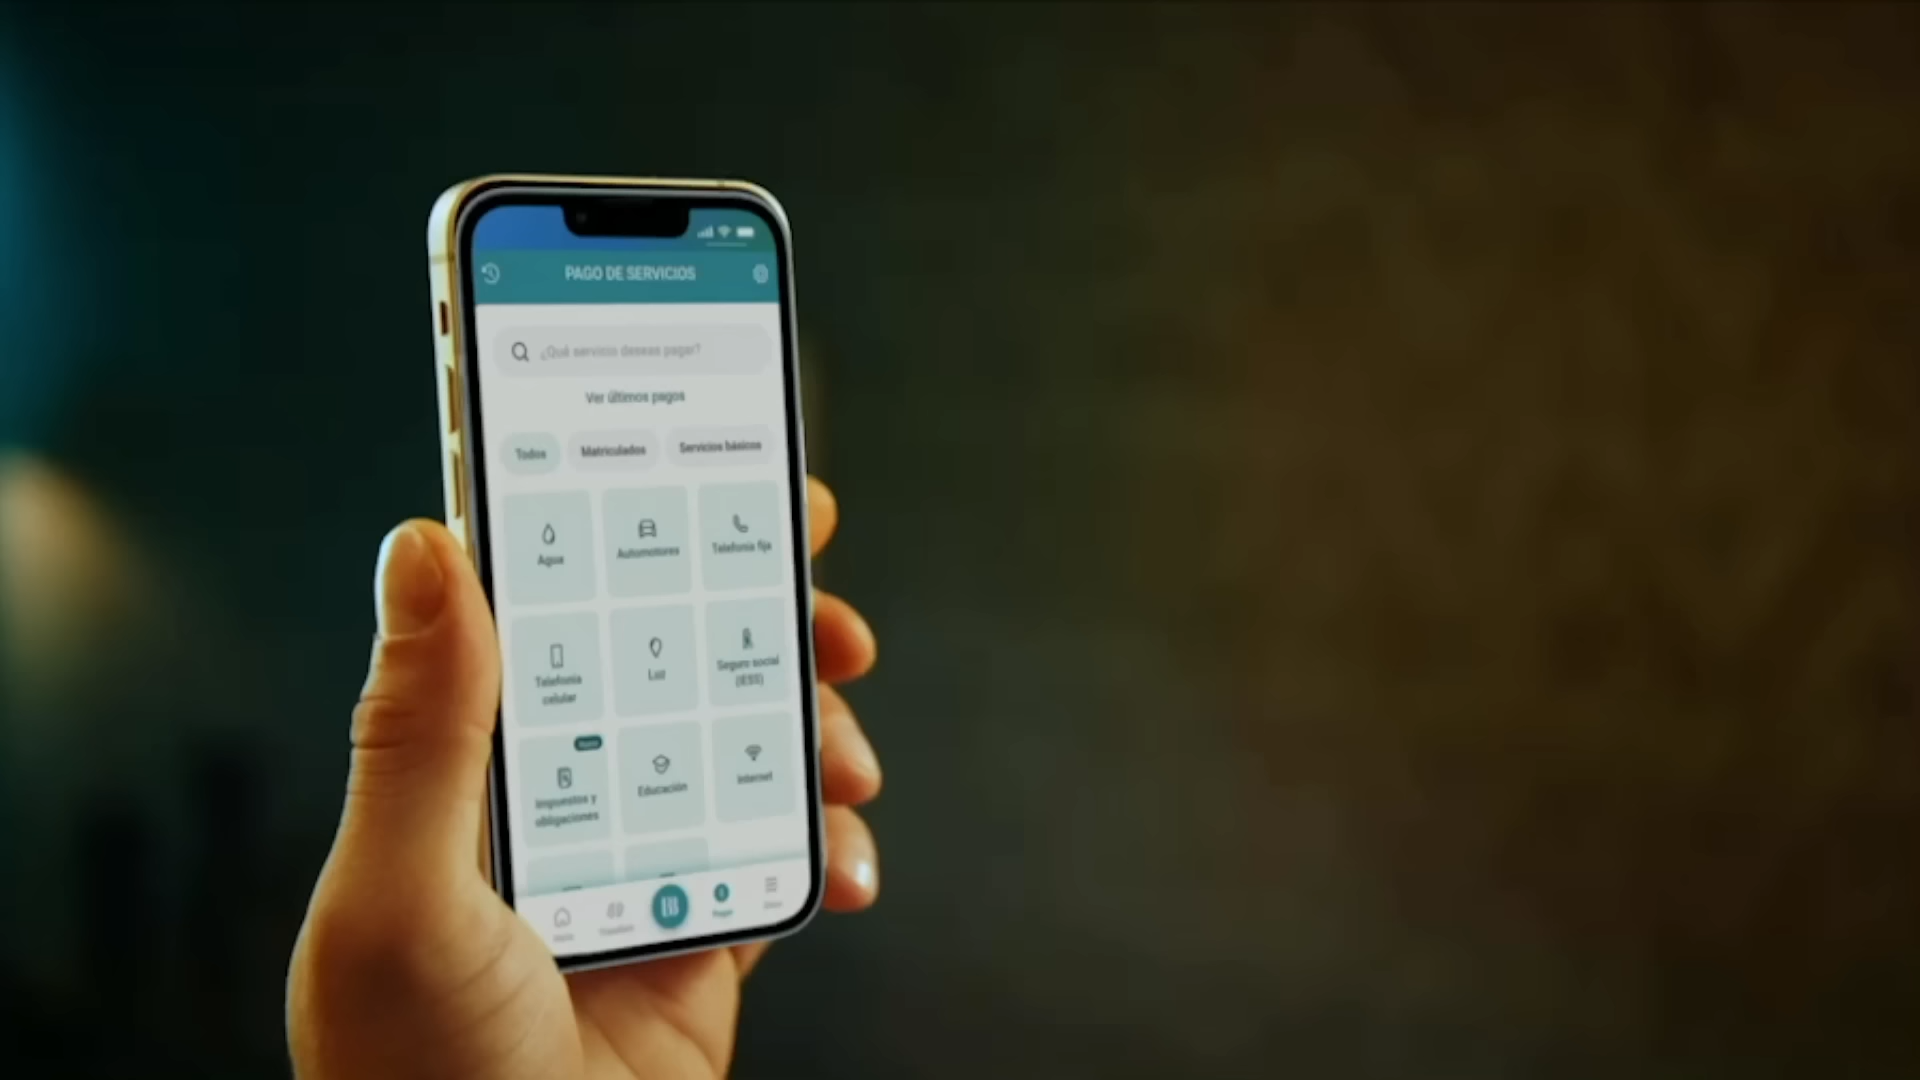 PAGO DE SERVICIOS
¿Qué servicio deseas pagar?
Ver últimos pagos
Todos Matriculados Servicios básicos
Agua Automotores Telefonía fija
Telefonía celular
Luz
Seguro social (IESS)
Impuestos y obligaciones
Educación
Internet
Pagar